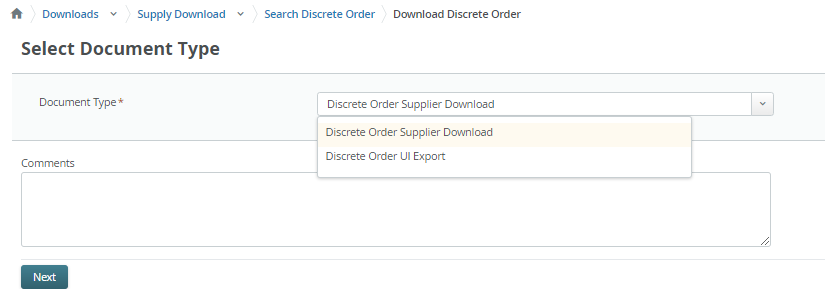 Downloads Supply Download Search Discrete Order Download Discrete Order
Select Document Type
Document Type* Discrete Order Supplier Download
Discrete Order Supplier Download
Discrete Order UI Export
Comments
Next